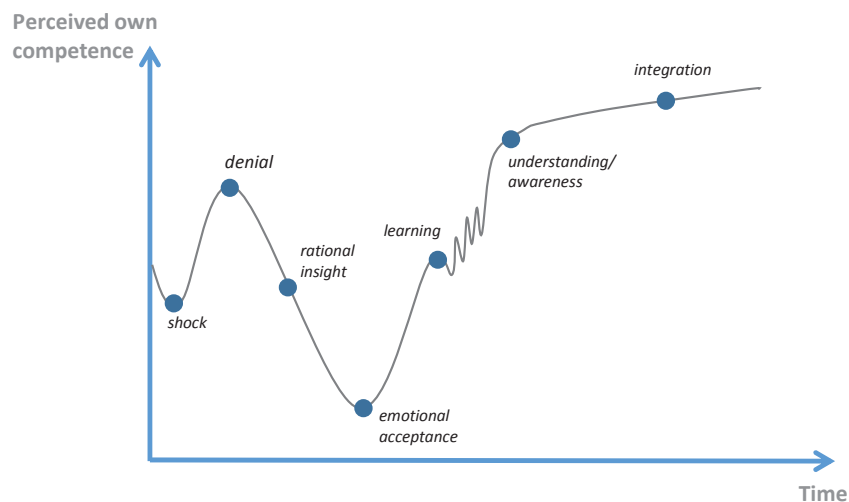 Perceived own
competence
integration
denial
understanding/
awareness
learning
rational
insight
shock
emotional
acceptance
Time